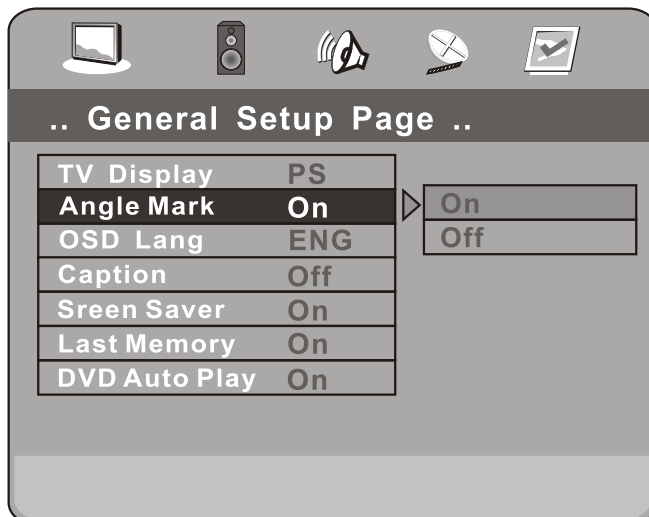 .. General Setup Page ..
TV Display PS
Angle Mark On On
OSD Lang ENG Off
Caption Off
Sreen Saver On
Last Memory On
DVD Auto Play On